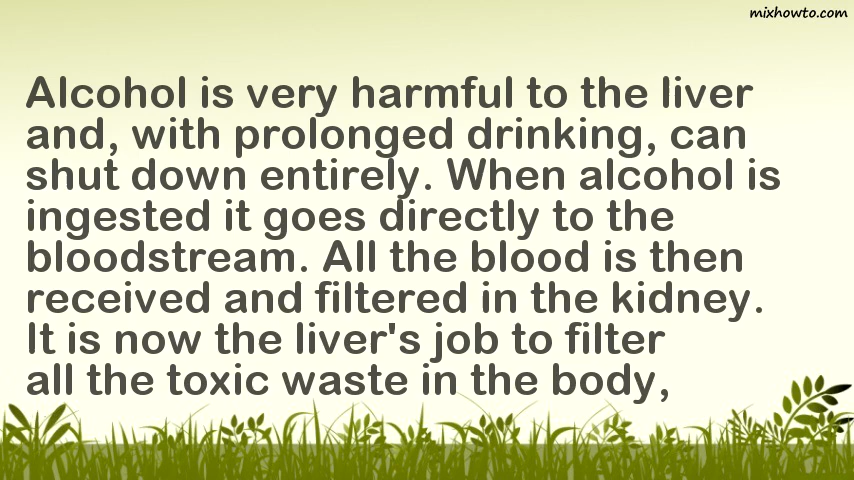 mixhowto.com
Alcohol is very harmful to the liver
and, with prolonged drinking, can
shut down entirely. When alcohol is
ingested it goes directly to the
bloodstream. All the blood is then
received and filtered in the kidney.
It is now the liver's job to filter
all the toxic waste in the body,